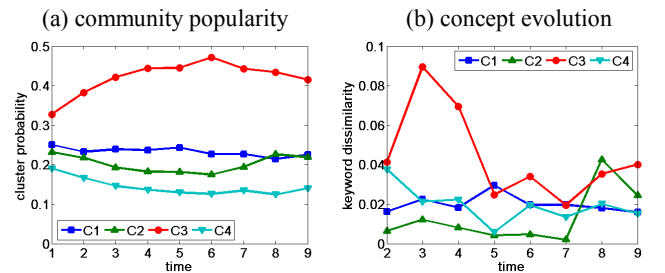 (a) community popularity
(b) concept evolution
0.5
0.4
0.3
0.2
0.1
0
cluster probability
C1 C2 C3 C4
1 2 3 4 5 6 7 8 9
time
0.1
0.08
0.06
0.04
0.02
0
keyword dissimilarity
C1 C2 C3 C4
2 3 4 5 6 7 8 9
time